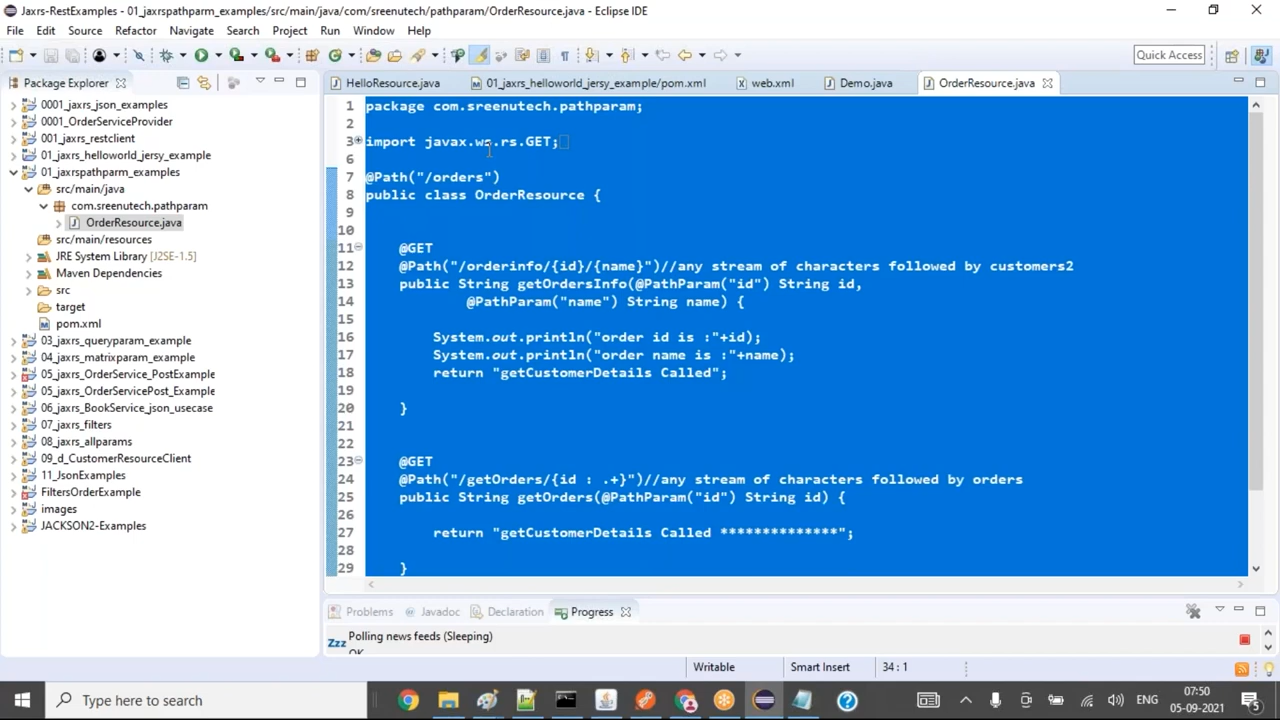 Jaxrs-RestExamples - 01_jaxrspathparm_examples/src/main/java/com/sreenutech/pathparam/OrderResource.java - Eclipse IDE
File Edit Source Refactor Navigate Search Project Run Window Help
Quick Access
Package Explorer
0001_jaxrs_json_examples
0001_OrderServiceProvider
001_jaxrs_restclient
01_jaxrs_helloworld_jersy_example
01_jaxrspathparm_examples
src/main/java
com.sreenutech.pathparam
OrderResource.java
src/main/resources
JRE System Library [J2SE-1.5]
Maven Dependencies
src
target
pom.xml
03_jaxrs_queryparam_example
04_jaxrs_matrixparam_example
05_jaxrs_OrderService_PostExample
05_jaxrs_OrderServicePost_Example
06_jaxrs_BookService_json_usecase
07_jaxrs_filters
08_jaxrs_allparams
09_d_CustomerResourceClient
11_JsonExamples
FiltersOrderExample
images
JACKSON2-Examples
HelloResource.java 01_jaxrs_helloworld_jersy_example/pom.xml web.xml Demo.java OrderResource.java
1 package com.sreenutech.pathparam;
2
3 import javax.ws.rs.GET;
6
7 @Path("/orders")
8 public class OrderResource {
9
10
11 @GET
12 @Path("/orderinfo/{id}/{name}")//any stream of characters followed by customers2
13 public String getOrdersInfo(@PathParam("id") String id,
14 @PathParam("name") String name) {
15
16 System.out.println("order id is :"+id);
17 System.out.println("order name is :"+name);
18 return "getCustomerDetails Called";
19
20 }
21
22
23 @GET
24 @Path("/getOrders/{id : .+}")//any stream of characters followed by orders
25 public String getOrders(@PathParam("id") String id) {
26
27 return "getCustomerDetails Called **************";
28
29 }
Problems Javadoc Declaration Progress
Zzz Polling news feeds (Sleeping)
Writable Smart Insert 34 : 1
Type here to search
ENG
07:50
05-09-2021
5